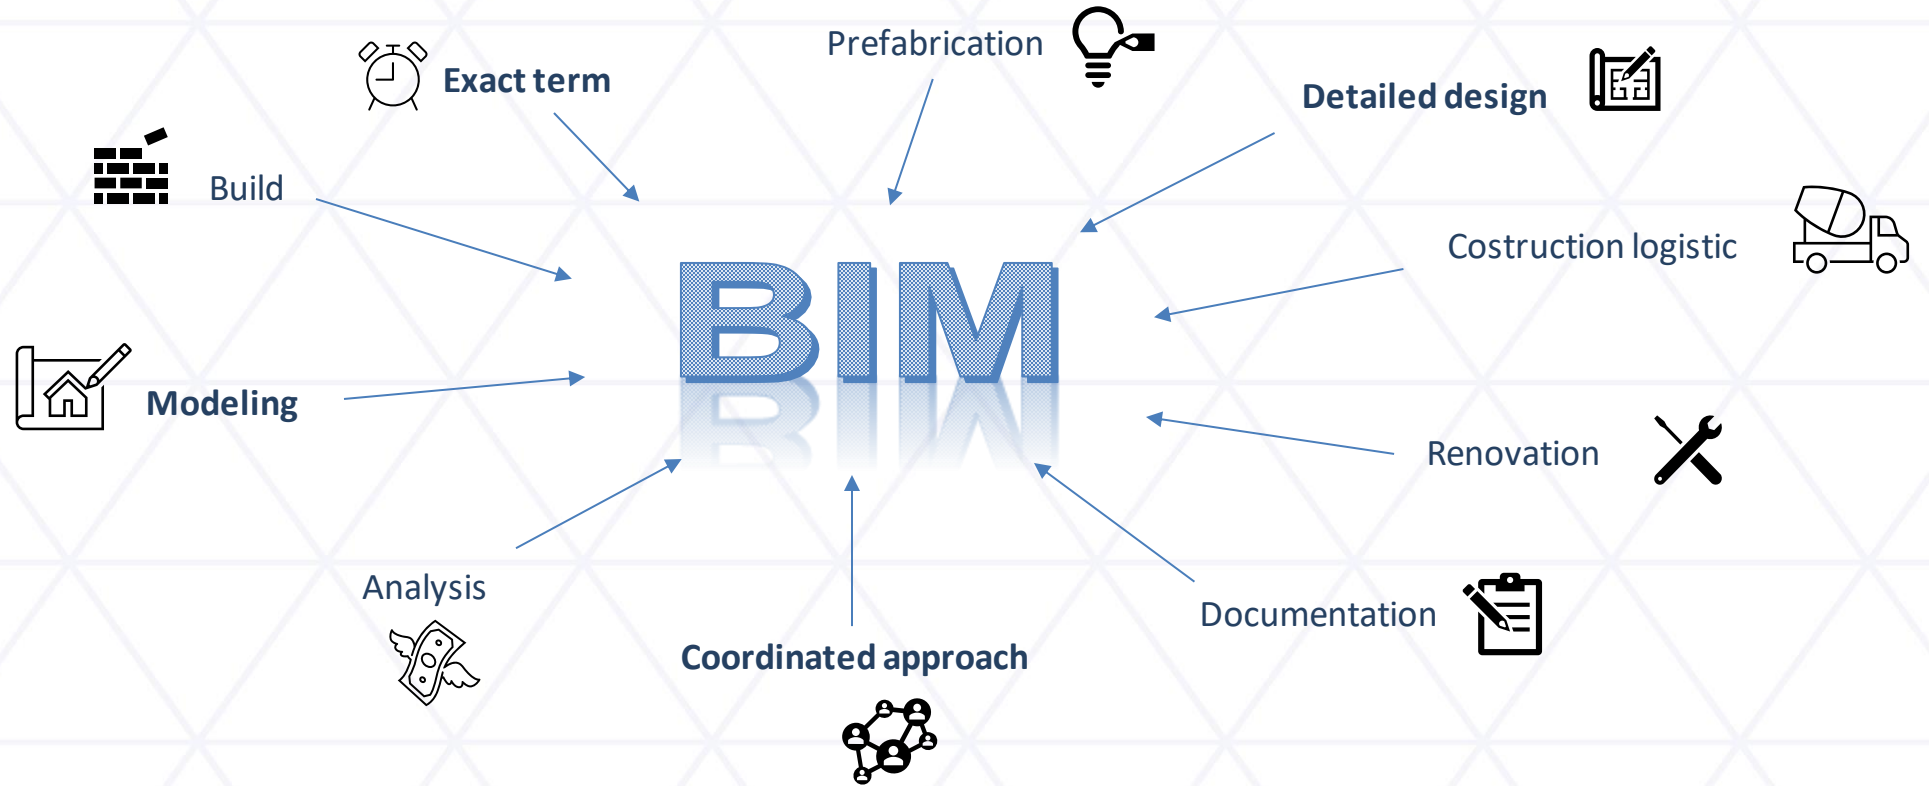 Prefabrication
Exact term
Detailed design
Build
Costruction logistic
BIM
Modeling
Renovation
Analysis
Documentation
Coordinated approach